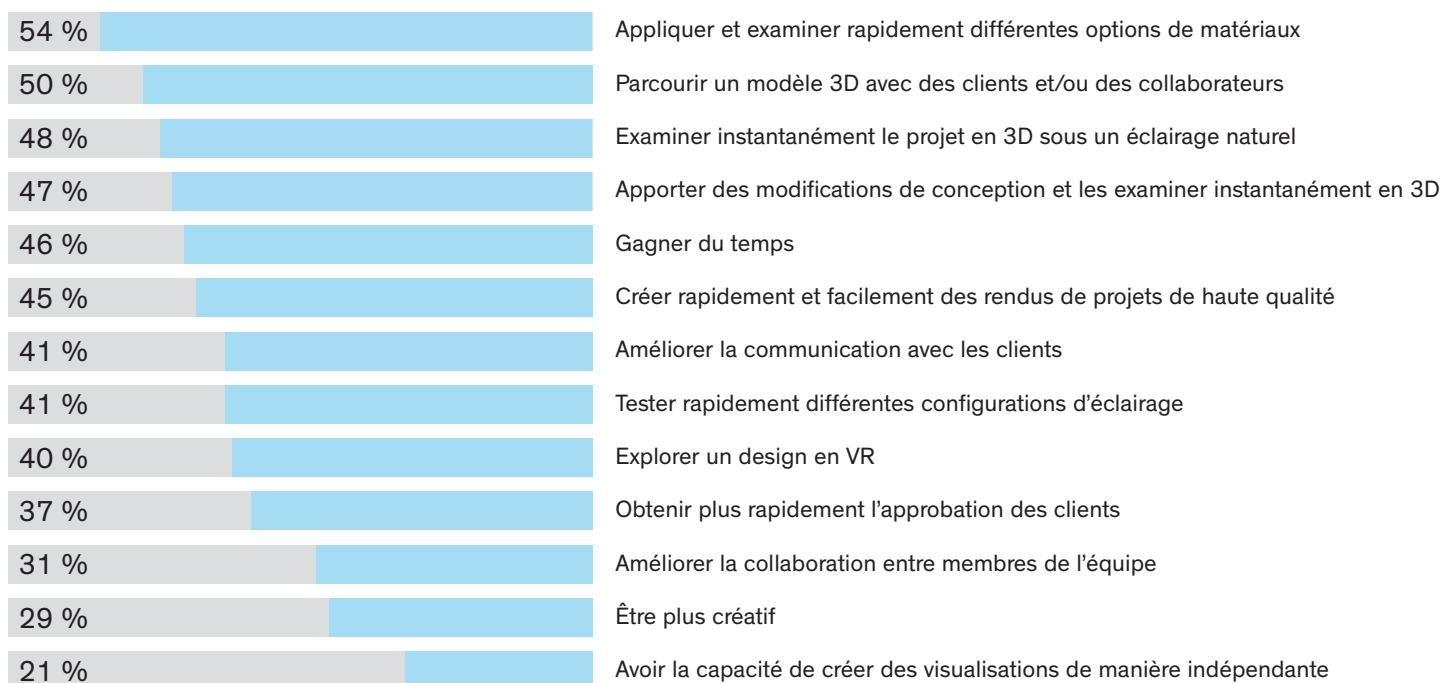 54 % Appliquer et examiner rapidement différentes options de matériaux
50 % Parcourir un modèle 3D avec des clients et/ou des collaborateurs
48 % Examiner instantanément le projet en 3D sous un éclairage naturel
47 % Apporter des modifications de conception et les examiner instantanément en 3D
46 % Gagner du temps
45 % Créer rapidement et facilement des rendus de projets de haute qualité
41 % Améliorer la communication avec les clients
41 % Tester rapidement différentes configurations d’éclairage
40 % Explorer un design en VR
37 % Obtenir plus rapidement l’approbation des clients
31 % Améliorer la collaboration entre membres de l’équipe
29 % Être plus créatif
21 % Avoir la capacité de créer des visualisations de manière indépendante